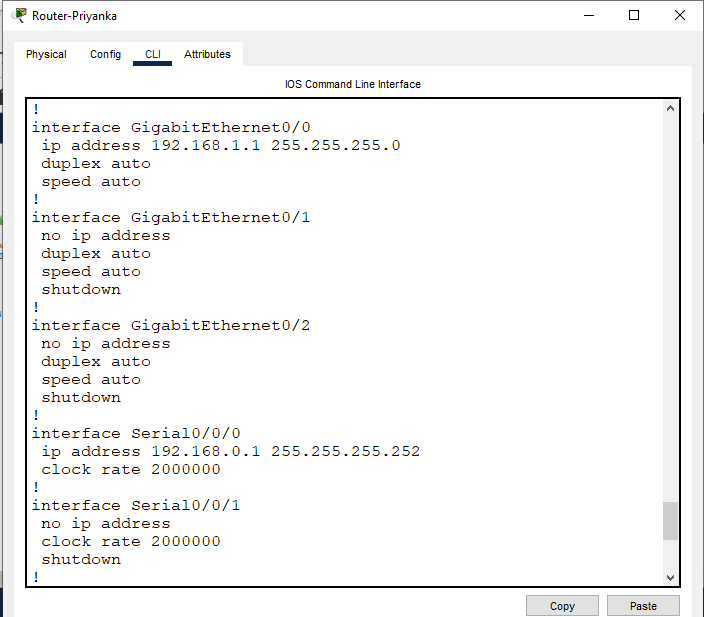 Router-Priyanka
Physical Config CLI Attributes
IOS Command Line Interface
!
interface GigabitEthernet0/0
 ip address 192.168.1.1 255.255.255.0
 duplex auto
 speed auto
!
interface GigabitEthernet0/1
 no ip address
 duplex auto
 speed auto
 shutdown
!
interface GigabitEthernet0/2
 no ip address
 duplex auto
 speed auto
 shutdown
!
interface Serial0/0/0
 ip address 192.168.0.1 255.255.255.252
 clock rate 2000000
!
interface Serial0/0/1
 no ip address
 clock rate 2000000
 shutdown
!
Copy Paste